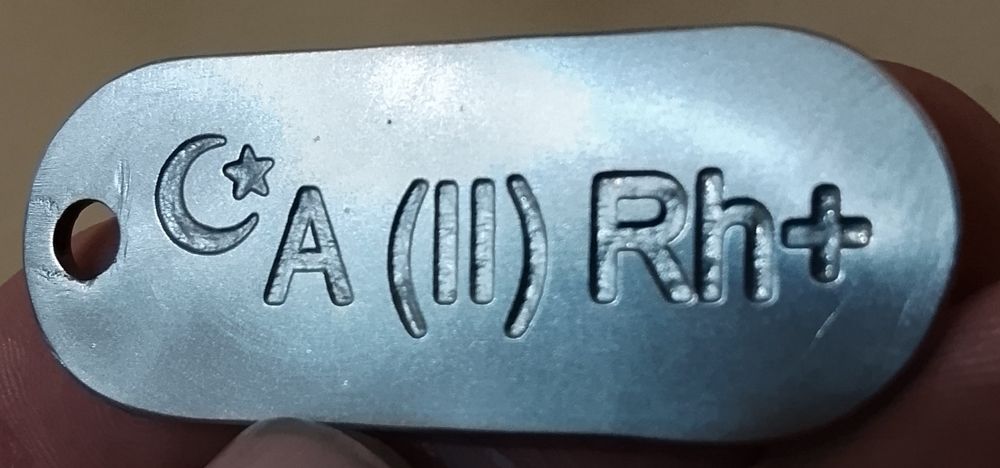 A (II) Rh+